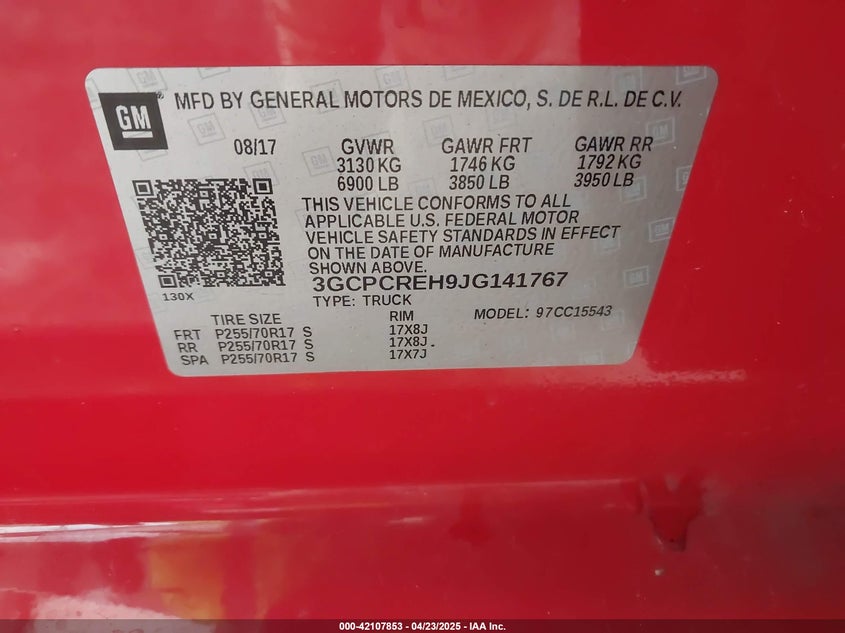 GM
MFD BY GENERAL MOTORS DE MEXICO, S. DE R.L. DE C.V.
08/17 GVWR GAWR FRT GAWR RR
3130 KG 1746 KG 1792 KG
6900 LB 3850 LB 3950 LB
THIS VEHICLE CONFORMS TO ALL
APPLICABLE U.S. FEDERAL MOTOR
VEHICLE SAFETY STANDARDS IN EFFECT
ON THE DATE OF MANUFACTURE
SHOWN ABOVE.
130X
3GCPCREH9JG141767
TYPE: TRUCK MODEL: 97CC15543
TIRE SIZE RIM
FRT P255/70R17 S 17X8J
RR P255/70R17 S 17X8J
SPA P255/70R17 S 17X7J
000-42107853 | 04/23/2025 - IAA Inc.